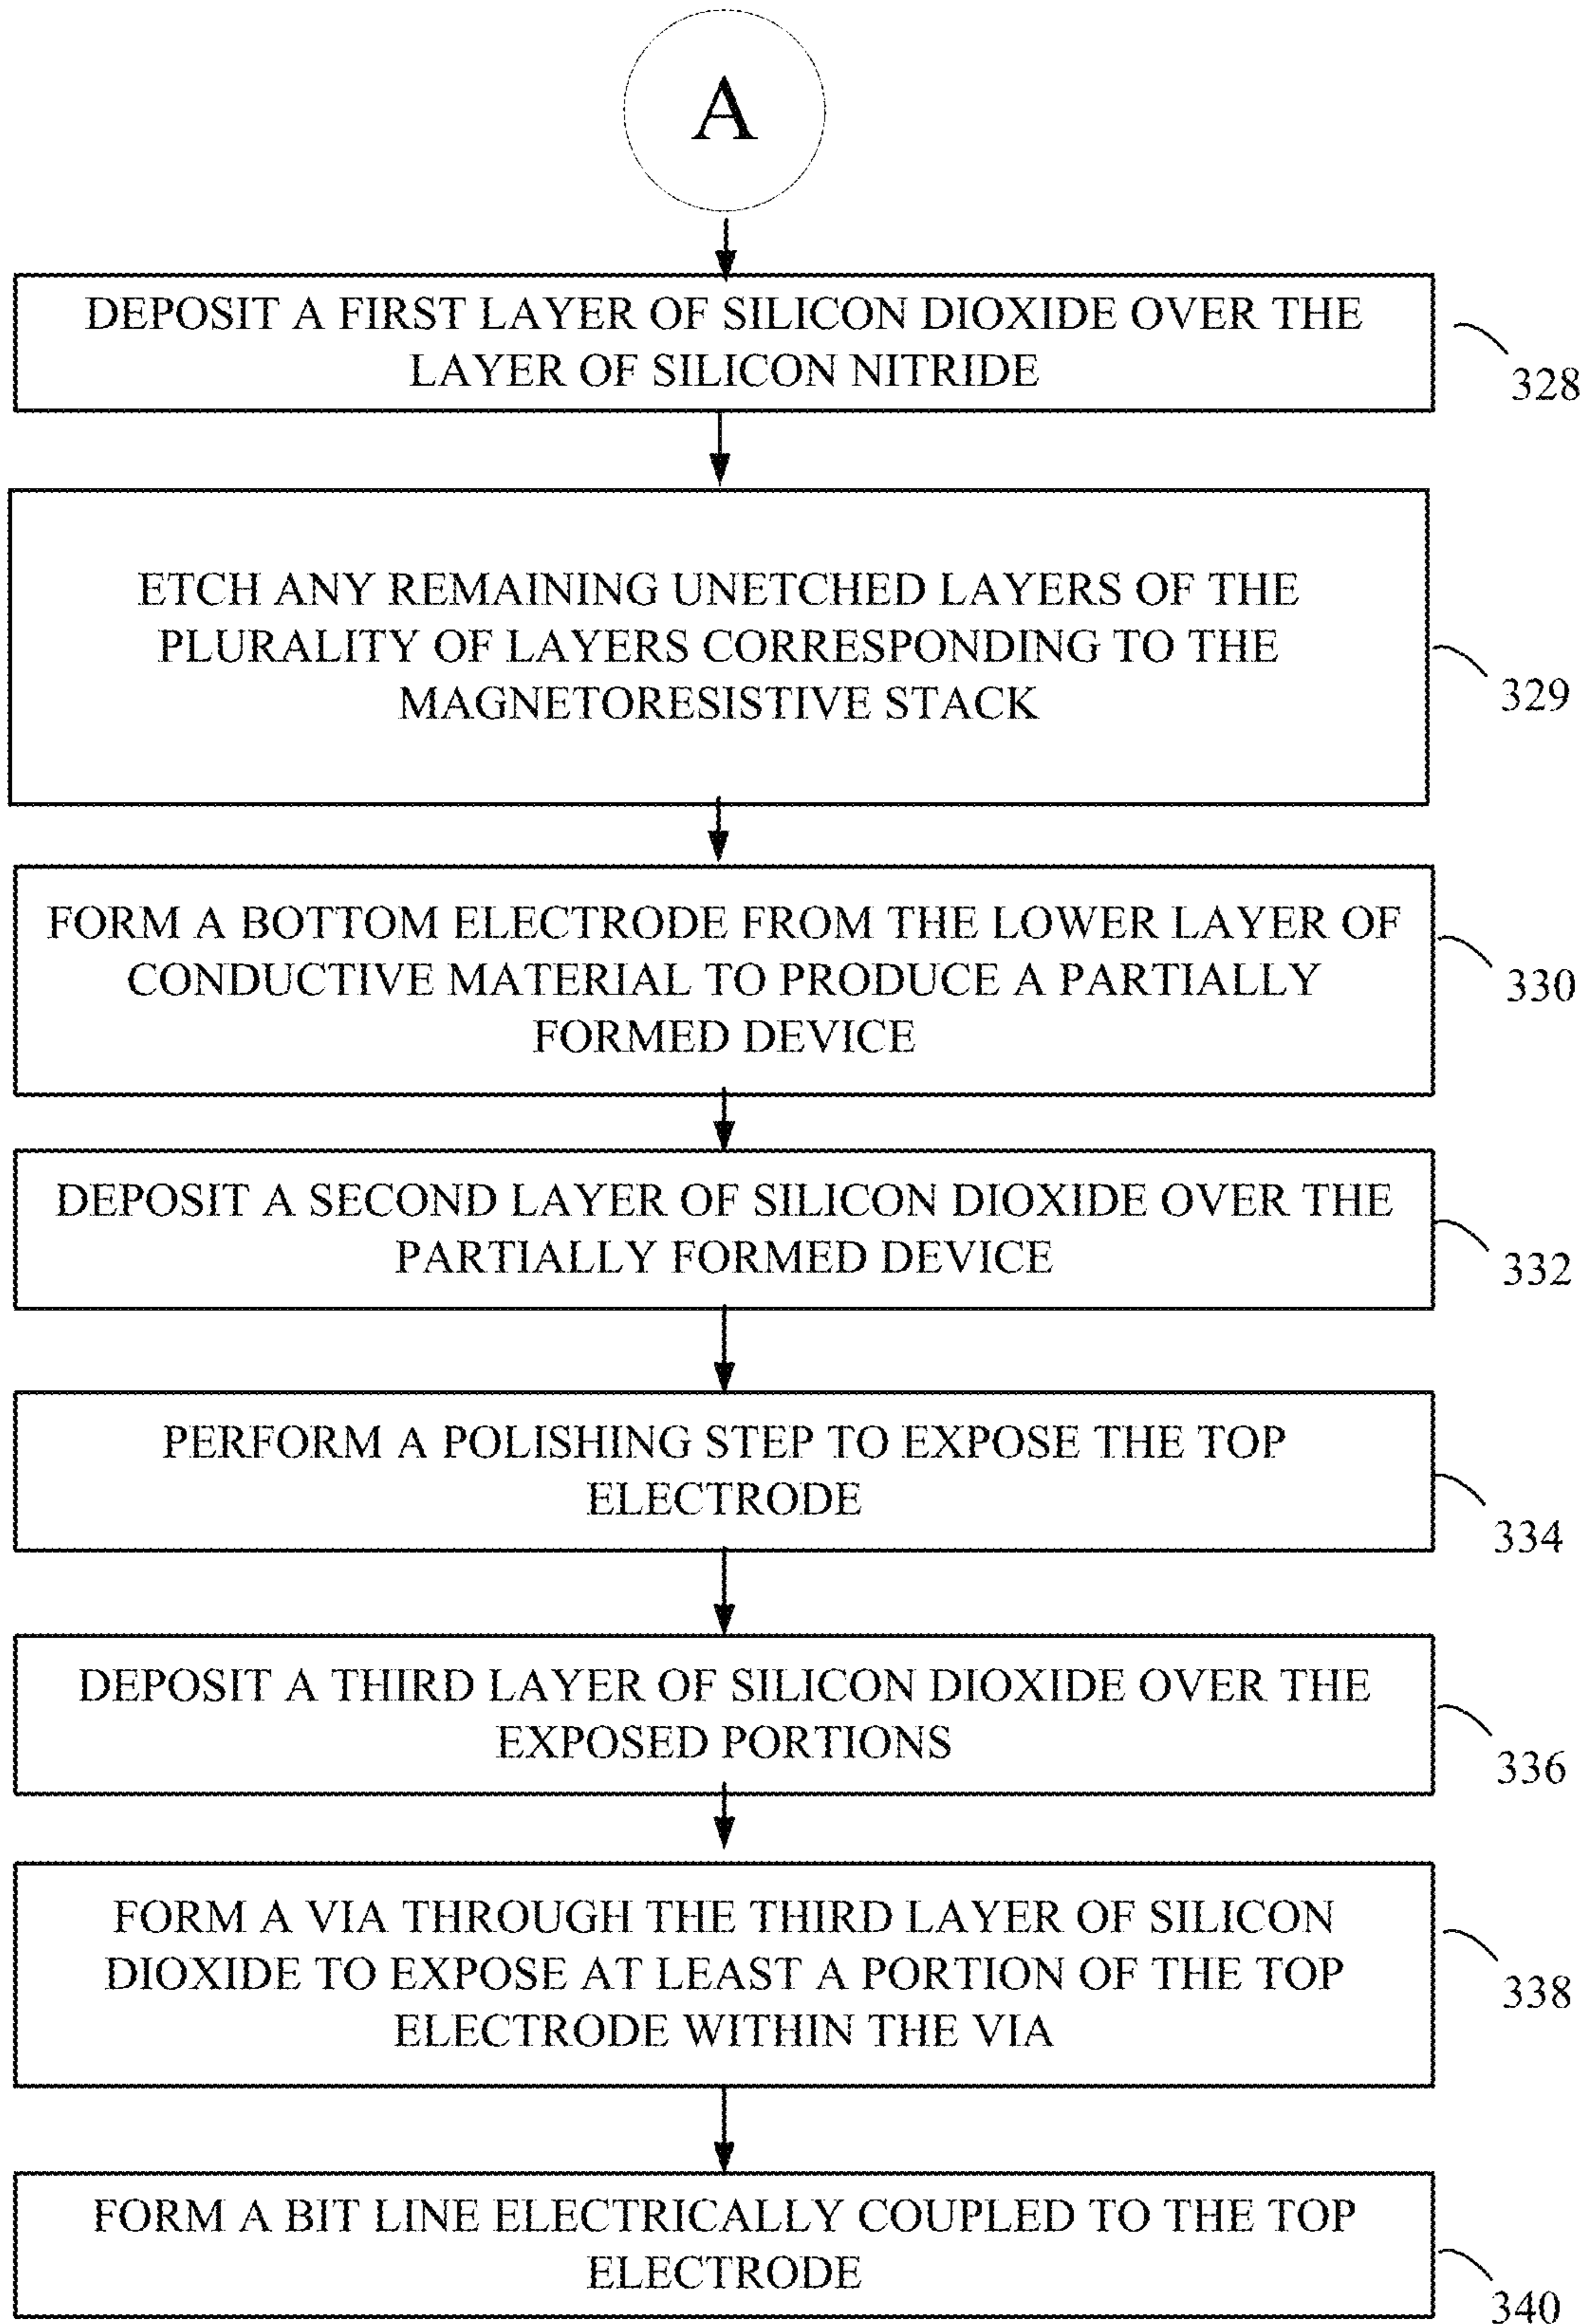 A
DEPOSIT A FIRST LAYER OF SILICON DIOXIDE OVER THE
LAYER OF SILICON NITRIDE
328
ETCH ANY REMAINING UNETCHED LAYERS OF THE
PLURALITY OF LAYERS CORRESPONDING TO THE
MAGNETORESISTIVE STACK
329
FORM A BOTTOM ELECTRODE FROM THE LOWER LAYER OF
CONDUCTIVE MATERIAL TO PRODUCE A PARTIALLY
FORMED DEVICE
330
DEPOSIT A SECOND LAYER OF SILICON DIOXIDE OVER THE
PARTIALLY FORMED DEVICE
332
PERFORM A POLISHING STEP TO EXPOSE THE TOP
ELECTRODE
334
DEPOSIT A THIRD LAYER OF SILICON DIOXIDE OVER THE
EXPOSED PORTIONS
336
FORM A VIA THROUGH THE THIRD LAYER OF SILICON
DIOXIDE TO EXPOSE AT LEAST A PORTION OF THE TOP
ELECTRODE WITHIN THE VIA
338
FORM A BIT LINE ELECTRICALLY COUPLED TO THE TOP
ELECTRODE
340